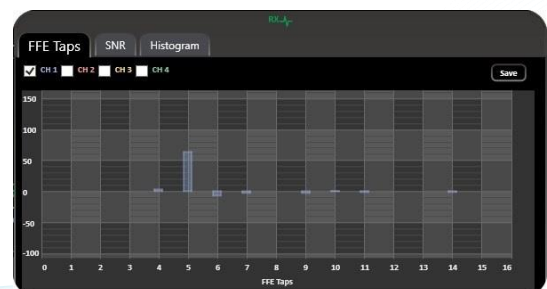 RX
FFE Taps SNR Histogram
CH 1 CH 2 CH 3 CH 4 Save
150
100
50
0
-50
-100
0 1 2 3 4 5 6 7 8 9 10 11 12 13 14 15 16
FFE Taps